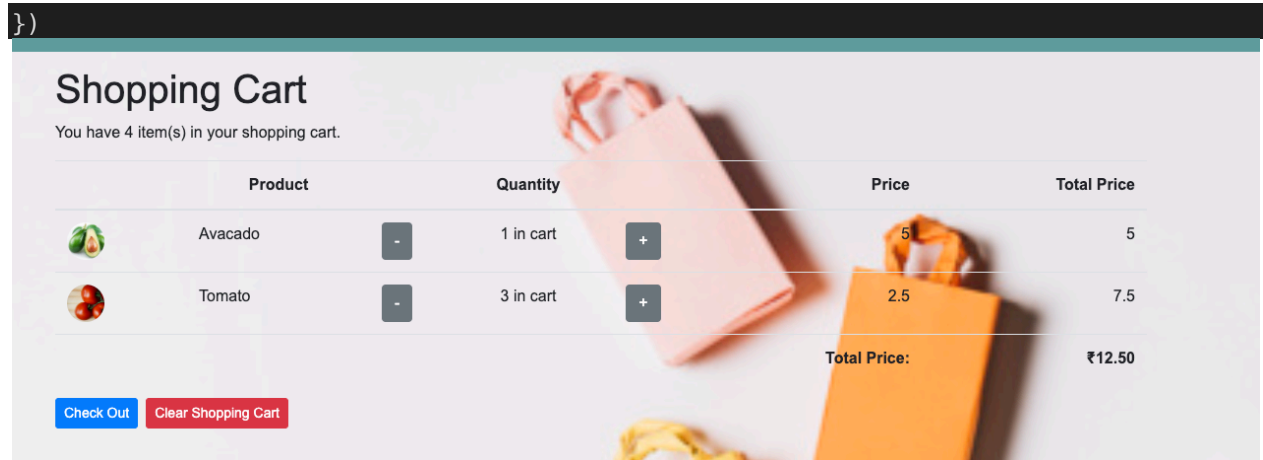 })
Shopping Cart
You have 4 item(s) in your shopping cart.
Product Quantity Price Total Price
Avacado - 1 in cart + 5 5
Tomato - 3 in cart + 2.5 7.5
Total Price: ₹12.50
Check Out Clear Shopping Cart